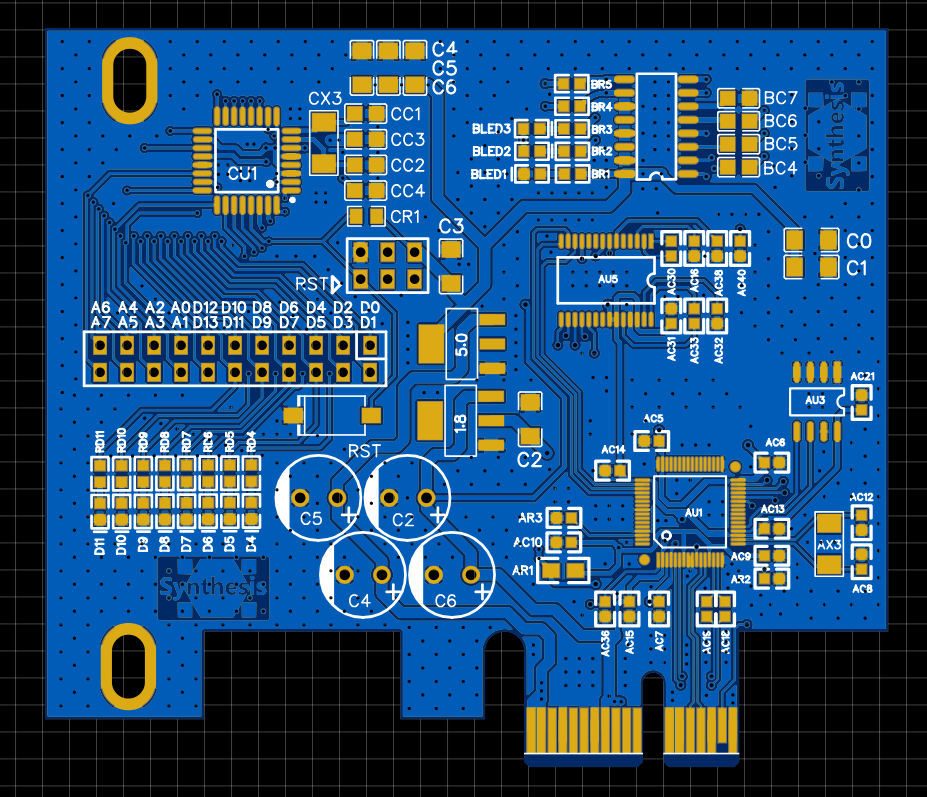 C4
C5
C6
CX3
CC1
CC3
CC2
CC4
CR1
CU1
BR5
BR4
BLED3 BR3
BLED2 BR2
BLED1 BR1
BC7
BC6
BC5
BC4
Synthesis
C3
C0
C1
RST
AC30 AC16 AC38 AC40
AU5
AC31 AC33 AC32
A6 A4 A2 A0 D12 D10 D8 D6 D4 D2 D0
A7 A5 A3 A1 D13 D11 D9 D7 D5 D3 D1
5.0
1.8
C2
RST
AC21
AU3
AC5
AC14
AC6
RD11 RD10 RD9 RD8 RD7 RD6 RD5 RD4
D11 D10 D9 D8 D7 D6 D5 D4
C5 +
C2 +
C4 +
C6 +
AR3
AC10
AR1
AU1
AC13
AC9
AR2
AC12
AX3
AC8
AC36 AC15 AC7
Synthesis